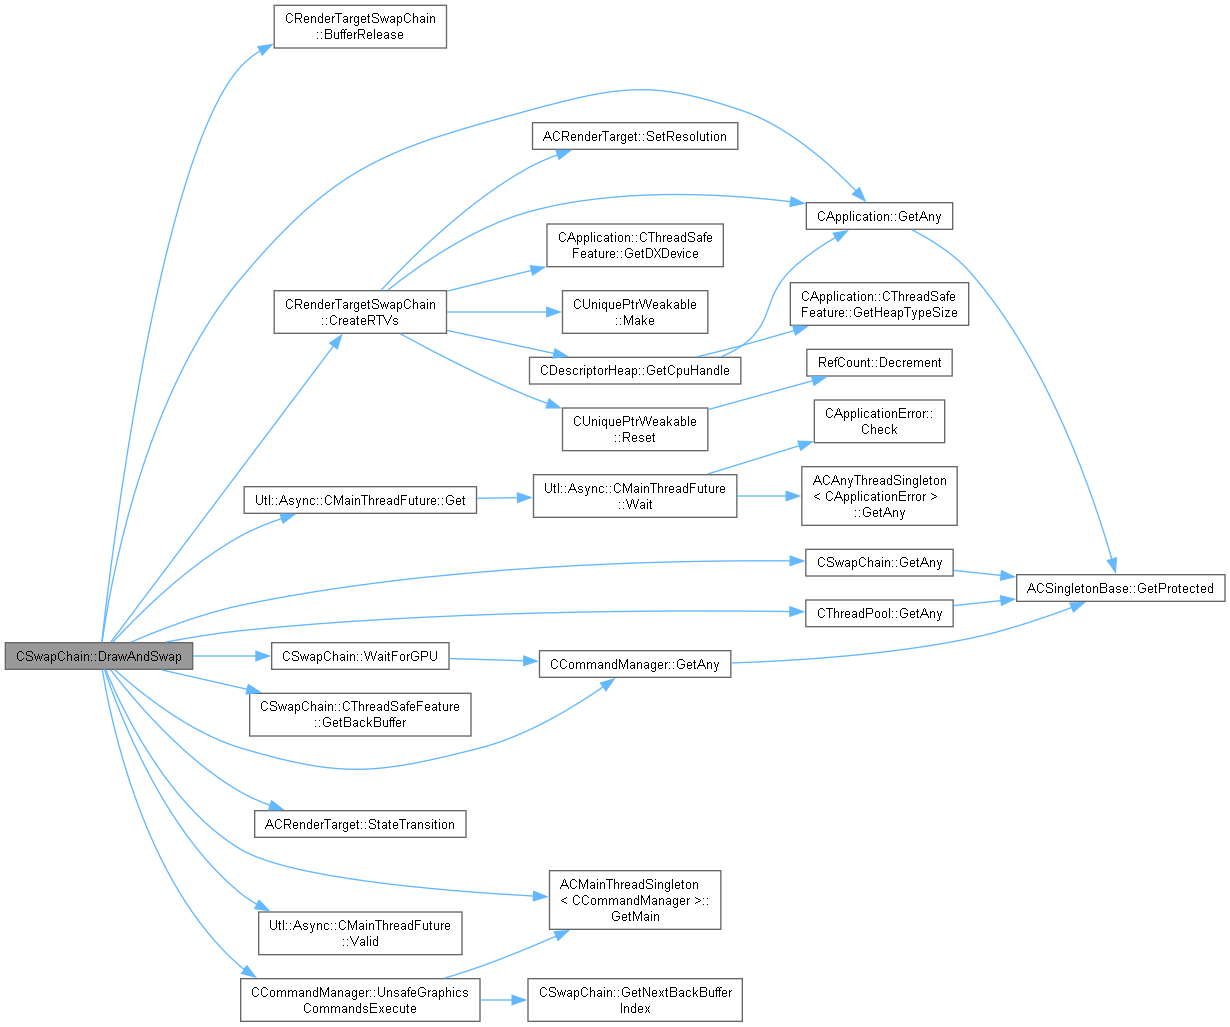 CRenderTargetSwapChain
::BufferRelease
ACRenderTarget::SetResolution
CApplication::GetAny
CApplication::CThreadSafe
Feature::GetDXDevice
CRenderTargetSwapChain
::CreateRTVs
CUniquePtrWeakable
::Make
CApplication::CThreadSafe
Feature::GetHeapTypeSize
CDescriptorHeap::GetCpuHandle
RefCount::Decrement
CUniquePtrWeakable
::Reset
CApplicationError::
Check
Utl::Async::CMainThreadFuture::Get
Utl::Async::CMainThreadFuture
::Wait
ACAnyThreadSingleton
< CApplicationError >
::GetAny
CSwapChain::GetAny
ACSingletonBase::GetProtected
CThreadPool::GetAny
CSwapChain::DrawAndSwap
CSwapChain::WaitForGPU
CCommandManager::GetAny
CSwapChain::CThreadSafeFeature
::GetBackBuffer
ACRenderTarget::StateTransition
ACMainThreadSingleton
< CCommandManager >::
GetMain
Utl::Async::CMainThreadFuture
::Valid
CCommandManager::UnsafeGraphics
CommandsExecute
CSwapChain::GetNextBackBuffer
Index